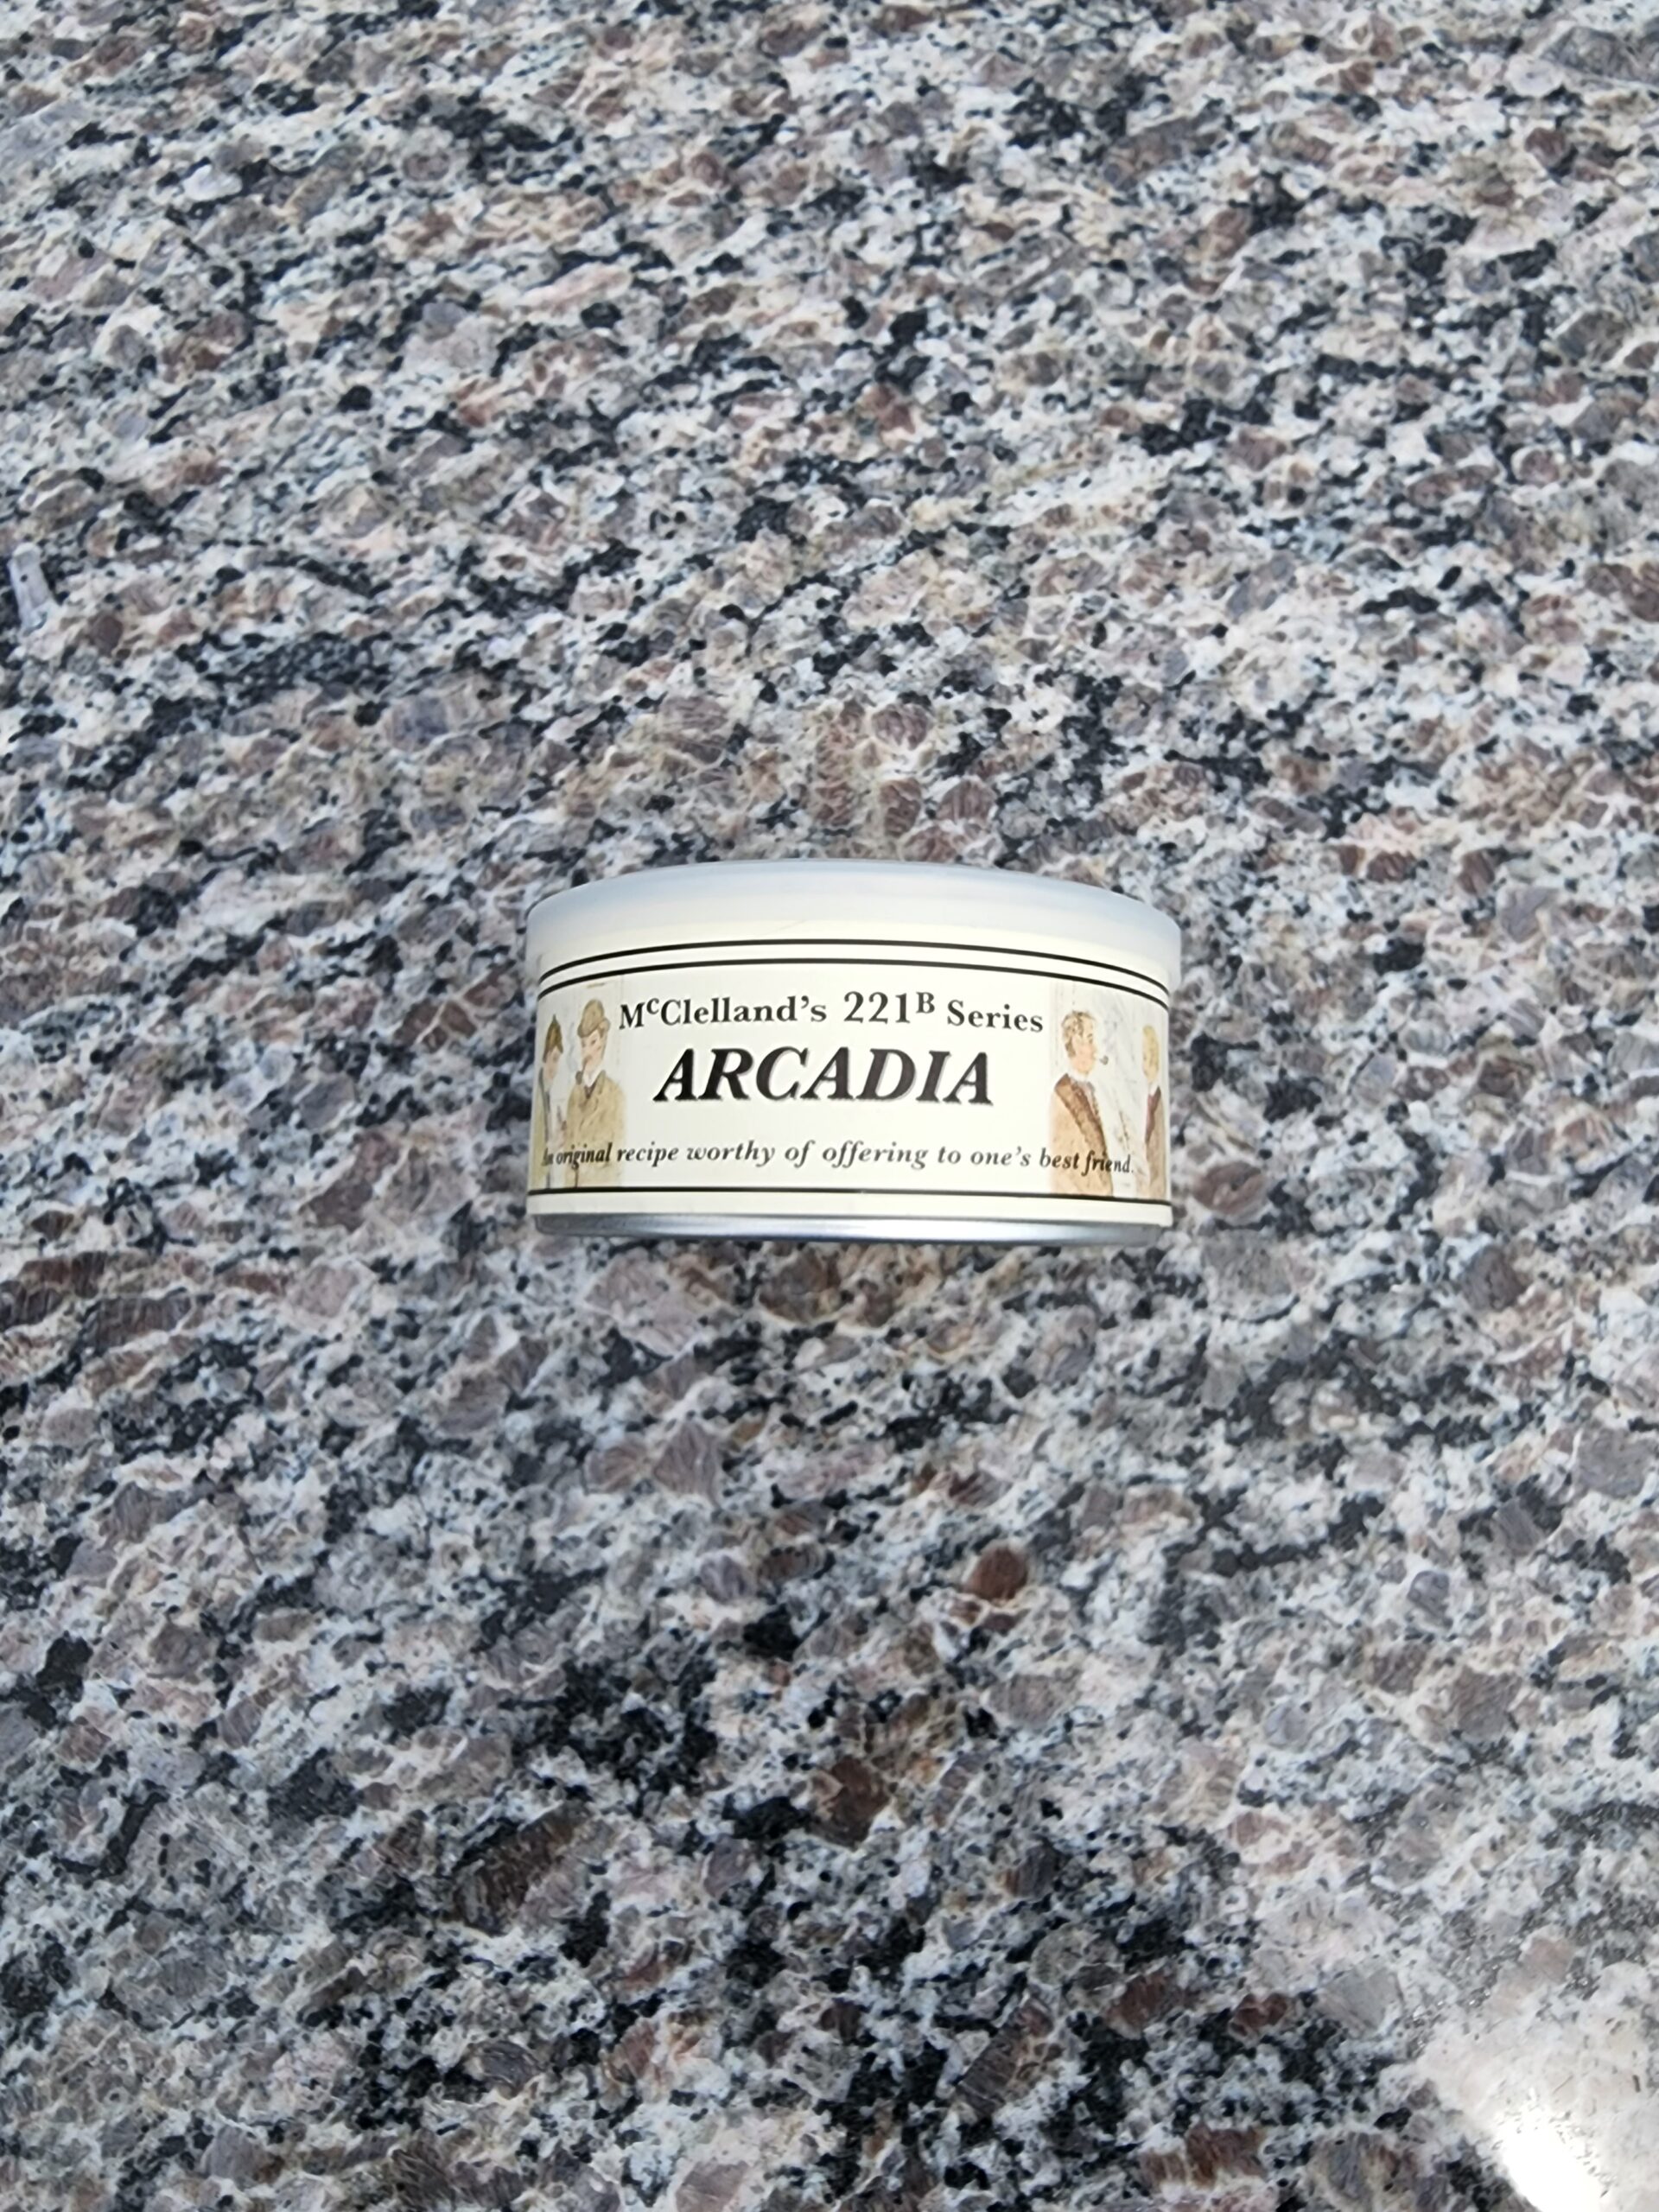 McClelland's 221B Series
ARCADIA
original recipe worthy of offering to one's best friend.